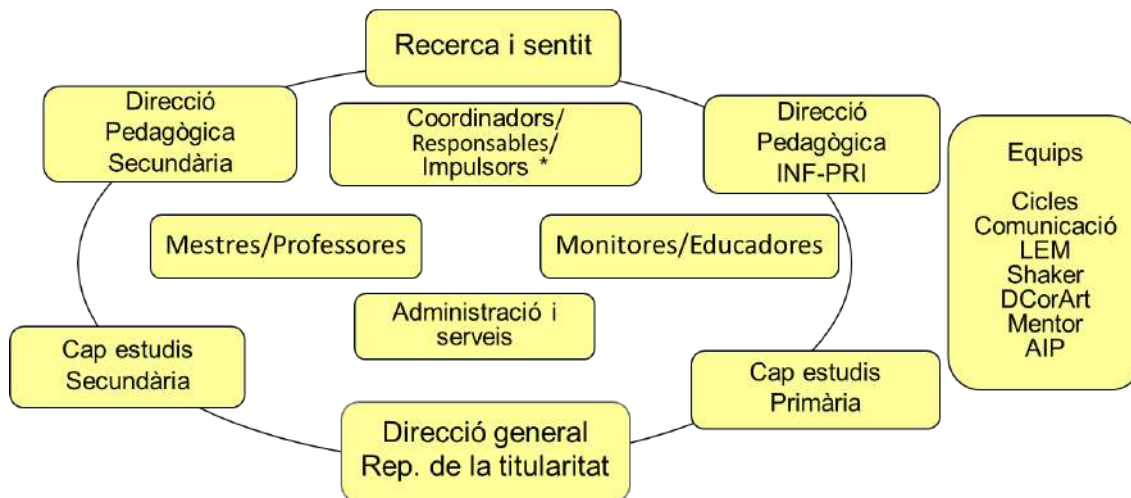 Recerca i sentit
Direcció
Pedagògica
Secundària
Coordinadors/
Responsables/
Impulsors *
Direcció
Pedagògica
INF-PRI
Equips
Cicles
Comunicació
LEM
Shaker
DCorArt
Mentor
AIP
Mestres/Professores
Monitores/Educadores
Administració i
serveis
Cap estudis
Secundària
Cap estudis
Primària
Direcció general
Rep. de la titularitat